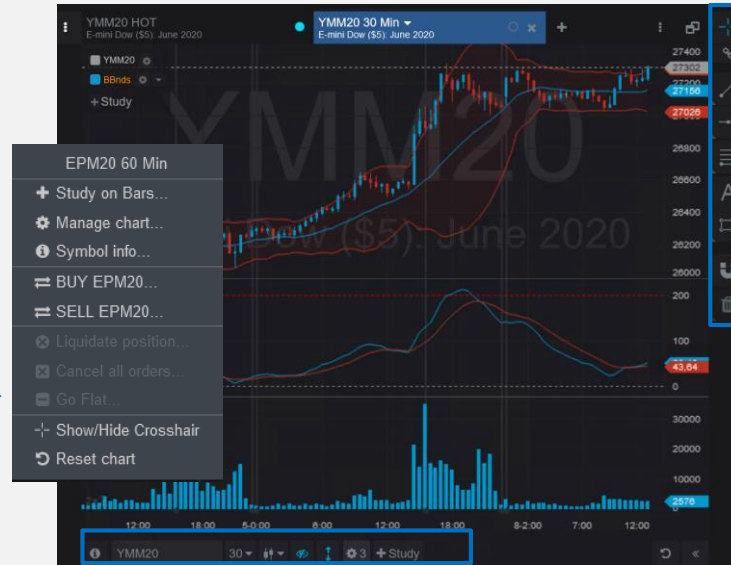 YMM20 HOT
E-mini Dow ($5): June 2020
YMM20 30 Min
E-mini Dow ($5): June 2020
YMM20
BBnds
+Study
27400
27302
27200
27156
27026
26800
26600
26400
26200
26000
YMM20
Dow ($5): June 2020
EPM20 60 Min
Study on Bars...
Manage chart...
Symbol info...
BUY EPM20...
SELL EPM20...
Liquidate position...
Cancel all orders...
Go Flat...
Show/Hide Crosshair
Reset chart
200
100
43,64
0
30000
20000
10000
2576
0
12:00 18:00 5-0:00 6:00 12:00 18:00 8-2:00 7:00 12:00
YMM20 30 3 +Study
A